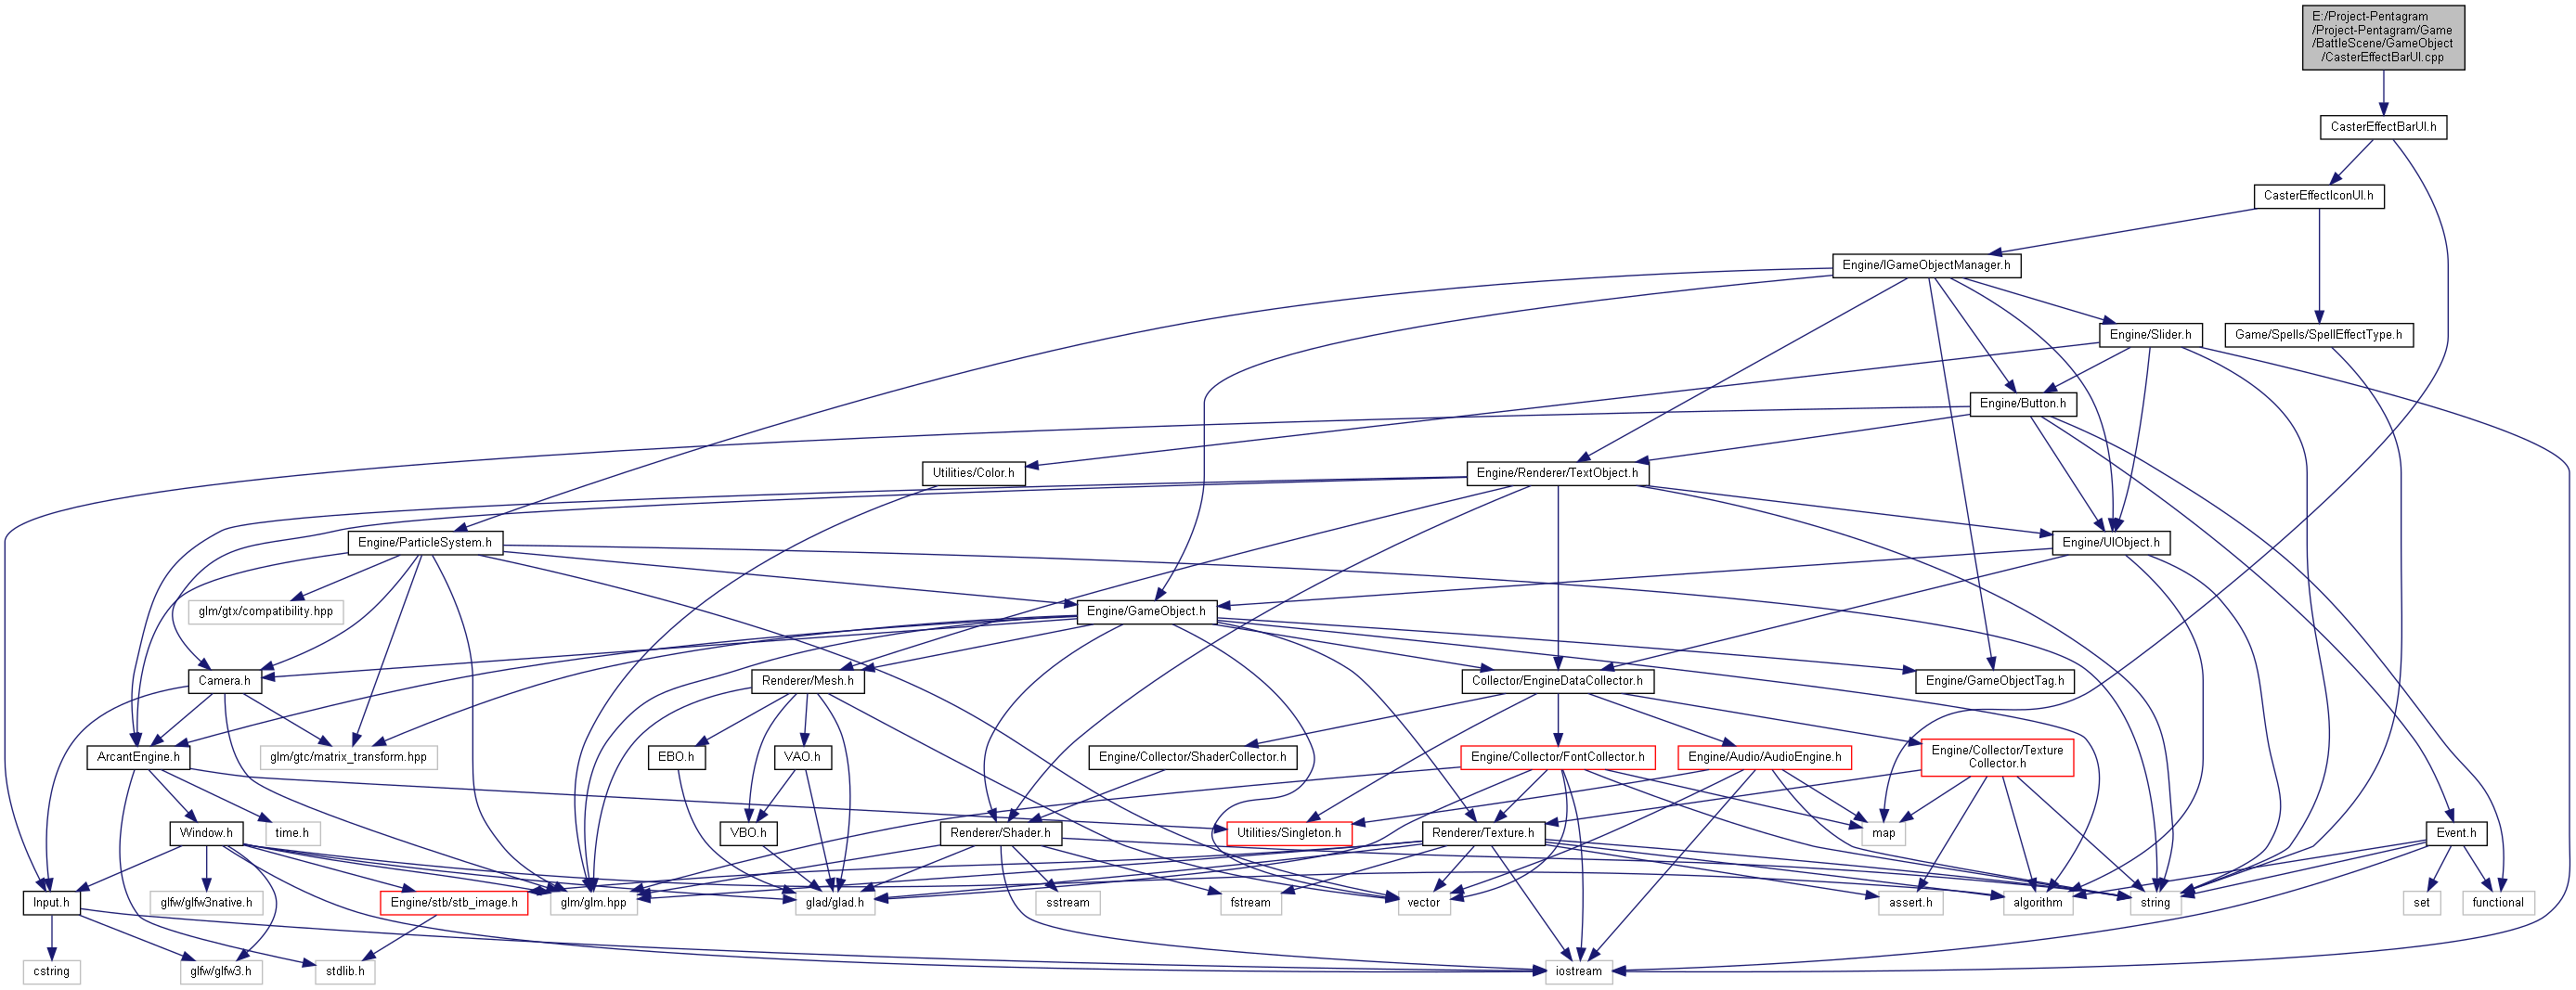 E:/Project-Pentagram
/Project-Pentagram/Game
/BattleScene/GameObject
/CasterEffectBarUI.cpp
CasterEffectBarUI.h
CasterEffectIconUI.h
Engine/IGameObjectManager.h
Engine/Slider.h
Game/Spells/SpellEffectType.h
Engine/Button.h
Utilities/Color.h
Engine/Renderer/TextObject.h
Engine/ParticleSystem.h
Engine/UIObject.h
glm/gtx/compatibility.hpp
Engine/GameObject.h
Camera.h
Renderer/Mesh.h
Collector/EngineDataCollector.h
Engine/GameObjectTag.h
ArcantEngine.h
glm/gtc/matrix_transform.hpp
EBO.h
VAO.h
Engine/Collector/ShaderCollector.h
Engine/Collector/FontCollector.h
Engine/Audio/AudioEngine.h
Engine/Collector/Texture
Collector.h
Window.h
time.h
Utilities/Singleton.h
VBO.h
Renderer/Shader.h
Renderer/Texture.h
map
Event.h
Input.h
glfw/glfw3native.h
Engine/stb/stb_image.h
glm/glm.hpp
glad/glad.h
sstream
fstream
vector
assert.h
algorithm
string
set
functional
cstring
glfw/glfw3.h
stdlib.h
iostream